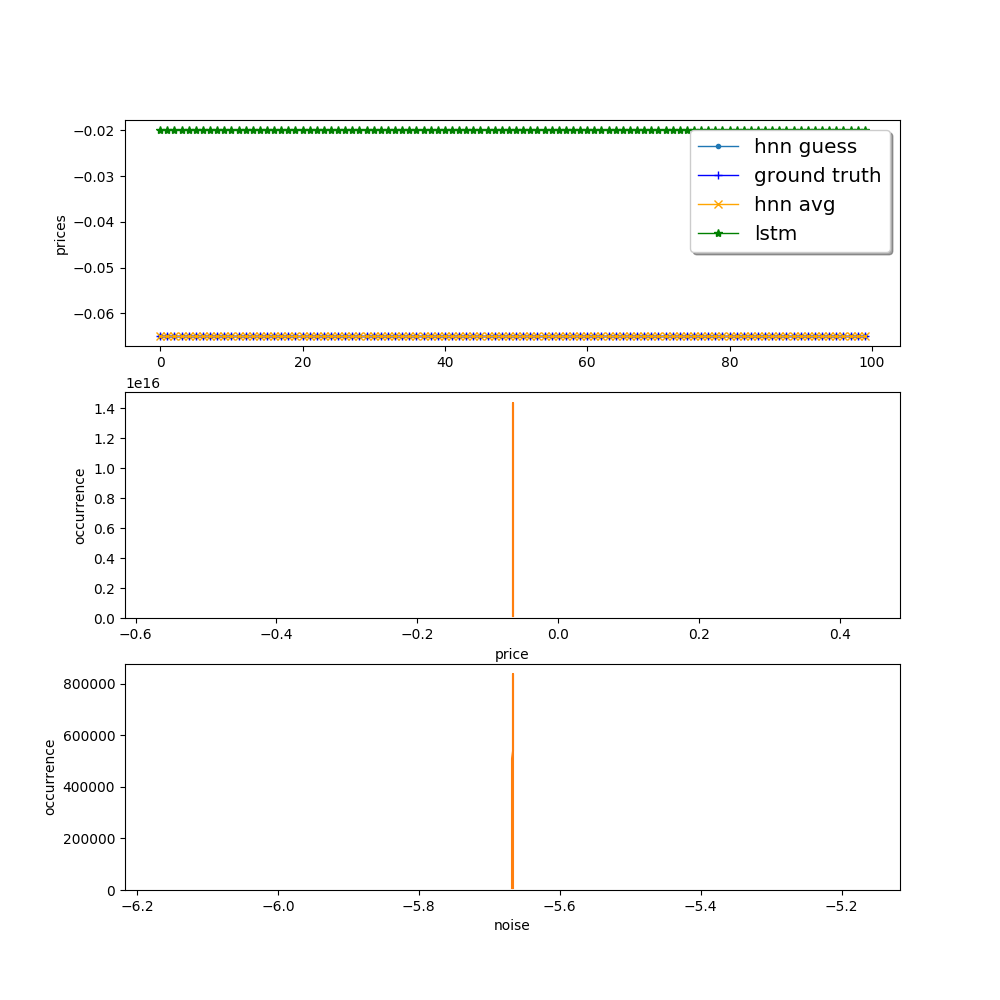 −0.02
−0.03
−0.04
−0.05
−0.06
prices
hnn guess
ground truth
hnn avg
lstm
0 20 40 60 80 100
1e16
1.4
1.2
1.0
0.8
0.6
0.4
0.2
0.0
occurrence
−0.6 −0.4 −0.2 0.0 0.2 0.4
price
800000
600000
400000
200000
0
occurrence
−6.2 −6.0 −5.8 −5.6 −5.4 −5.2
noise